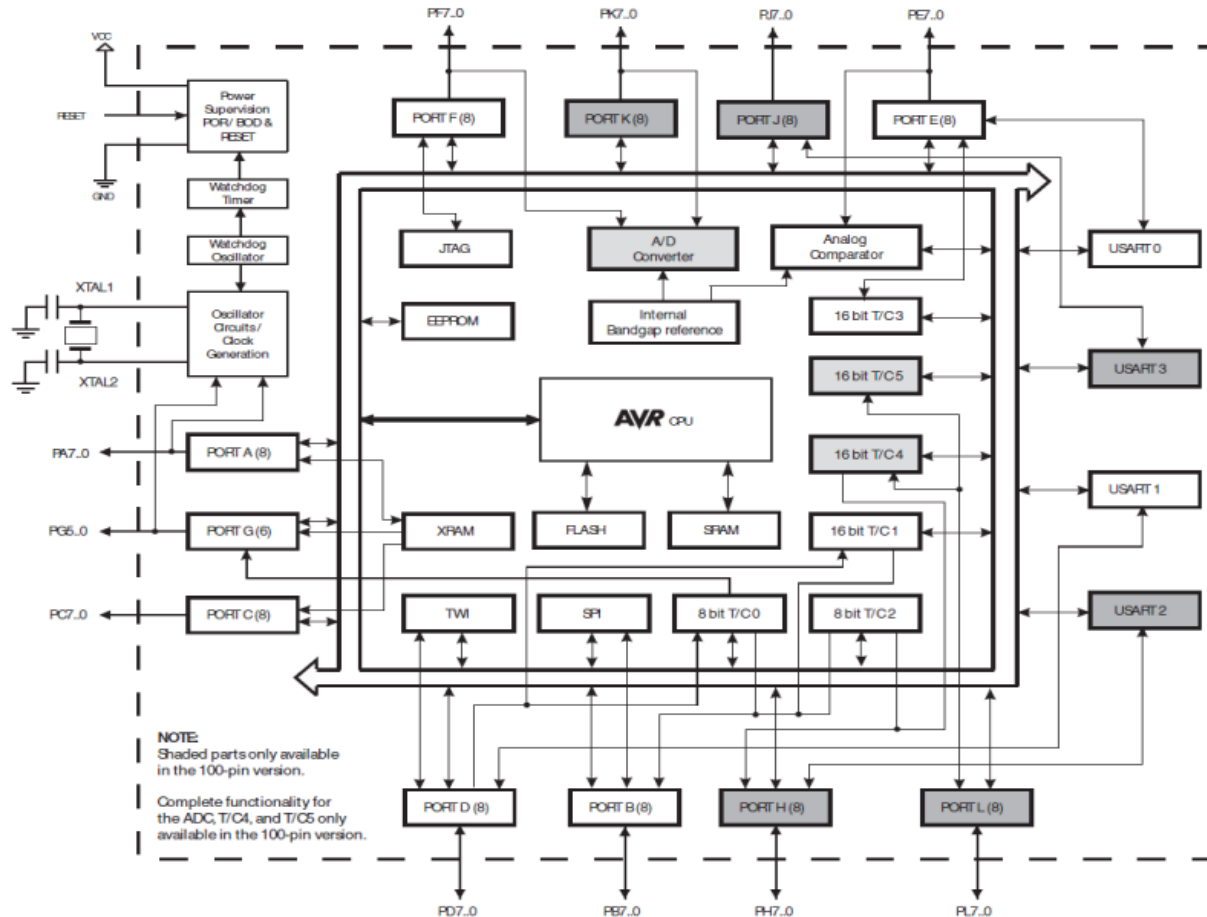 PF7..0
PK7..0
PJ7..0
PE7..0
VCC
RESET
GND
Power
Supervision
POR/ BOD &
RESET
PORT F (8)
PORT K (8)
PORT J (8)
PORT E (8)
Watchdog
Timer
Watchdog
Oscillator
JTAG
A/D
Converter
Analog
Comparator
USART 0
XTAL1
Oscillator
Circuits /
Clock
Generation
XTAL2
EEPROM
Internal
Bandgap reference
16 bit T/C3
16 bit T/C5
USART 3
AVR CPU
PA7..0
PORT A (8)
16 bit T/C4
USART 1
PG5..0
PORT G (6)
XRAM
FLASH
SRAM
16 bit T/C1
PC7..0
PORT C (8)
TWI
SPI
8 bit T/C0
8 bit T/C2
USART 2
NOTE:
Shaded parts only available
in the 100-pin version.
Complete functionality for
the ADC, T/C4, and T/C5 only
available in the 100-pin version.
PORT D (8)
PORT B (8)
PORT H (8)
PORT L (8)
PD7..0
PB7..0
PH7..0
PL7..0